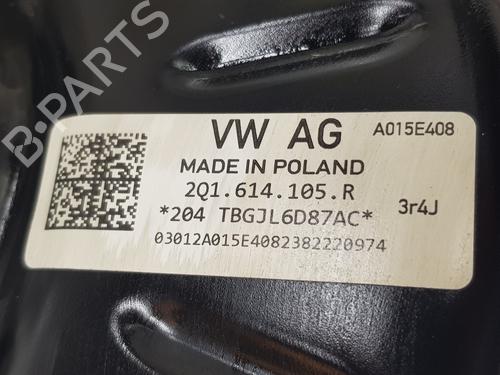 VW AG
A015E408
MADE IN POLAND
2Q1.614.105.R
*204 TBGJL6D87AC*
3r4J
03012A015E4082382220974
B-PARTS